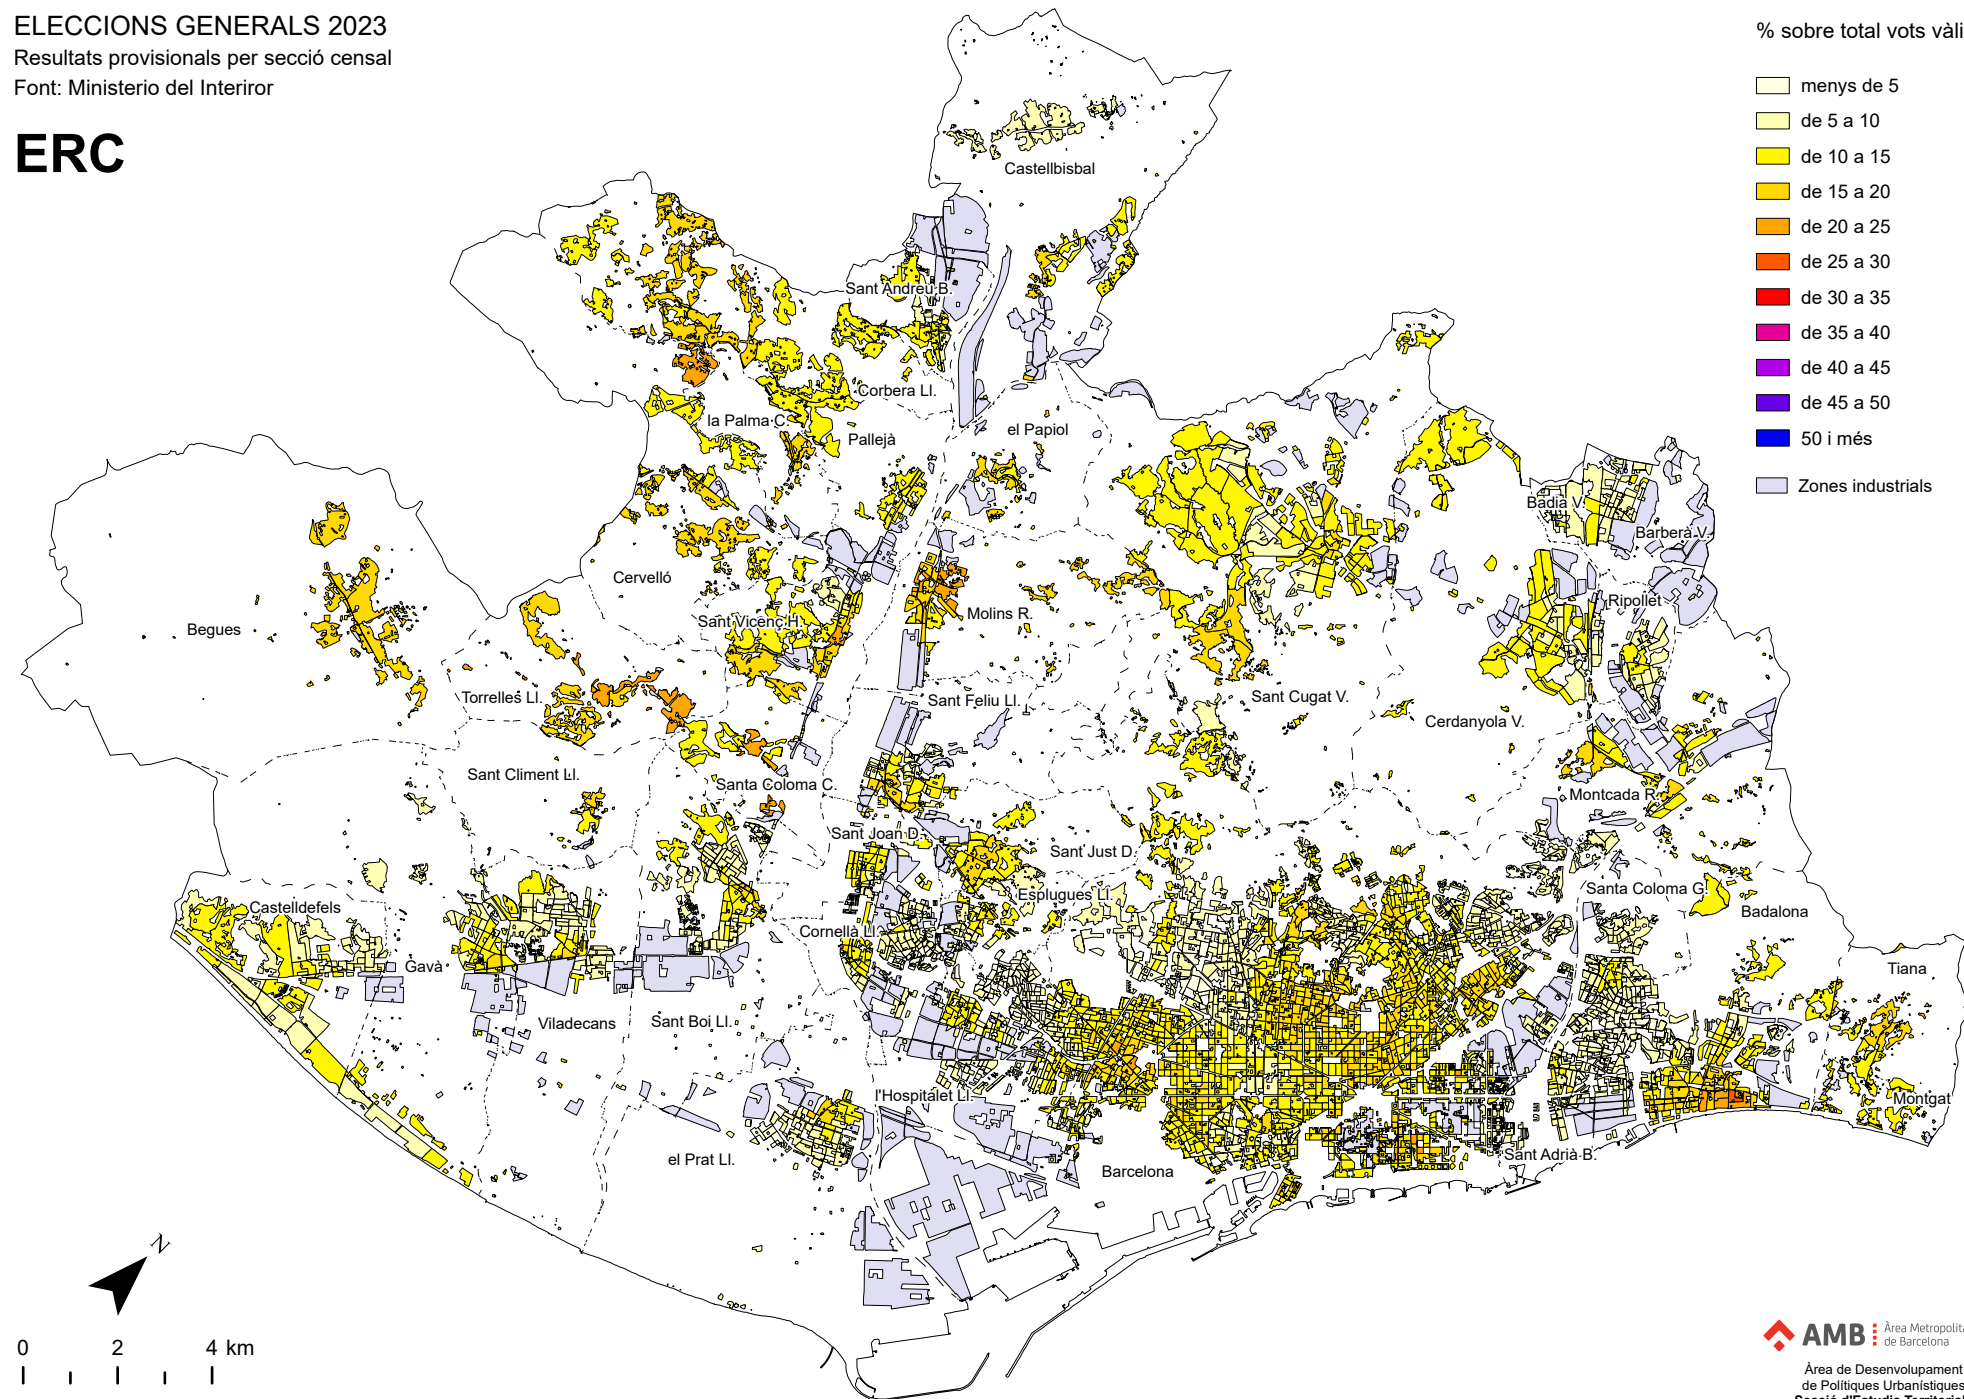 ELECCIONS GENERALS 2023
Resultats provisionals per secció censal
Font: Ministerio del Interiror
ERC
% sobre total vots vàli
menys de 5
de 5 a 10
de 10 a 15
de 15 a 20
de 20 a 25
de 25 a 30
de 30 a 35
de 35 a 40
de 40 a 45
de 45 a 50
50 i més
Zones industrials
Castellbisbal
Sant Andreu B.
Corbera Ll.
la Palma C.
Pallejà
el Papiol
Badia V.
Barberà V.
Cervelló
Begues
Sant Vicenç H.
Molins R.
Ripollet
Torrelles Ll.
Sant Feliu Ll.
Sant Cugat V.
Cerdanyola V.
Sant Climent Ll.
Santa Coloma C.
Montcada R.
Sant Joan D.
Sant Just D.
Esplugues Ll.
Santa Coloma G.
Castelldefels
Badalona
Cornellà Ll.
Gavà
Tiana
Viladecans
Sant Boi Ll.
l'Hospitalet Ll.
Montgat
el Prat Ll.
Barcelona
Sant Adrià B.
N
0 2 4 km
AMB
Àrea Metropolit
de Barcelona
Àrea de Desenvolupament
de Polítiques Urbanístiques
Secció d'Estudis Territorial